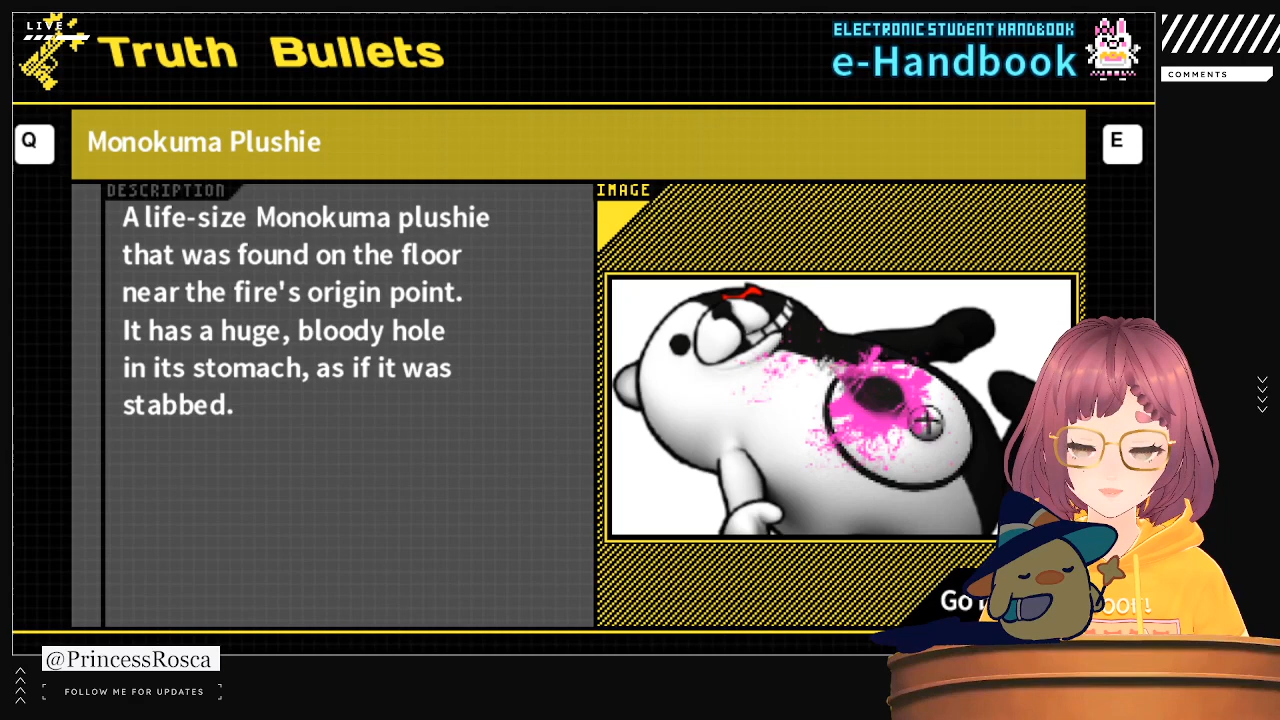 LIVE
Truth Bullets
ELECTRONIC STUDENT HANDBOOK
e-Handbook
COMMENTS
Q
Monokuma Plushie
E
DESCRIPTION
IMAGE
A life-size Monokuma plushie
that was found on the floor
near the fire's origin point.
It has a huge, bloody hole
in its stomach, as if it was
stabbed.
Go
@PrincessRosca
FOLLOW ME FOR UPDATES